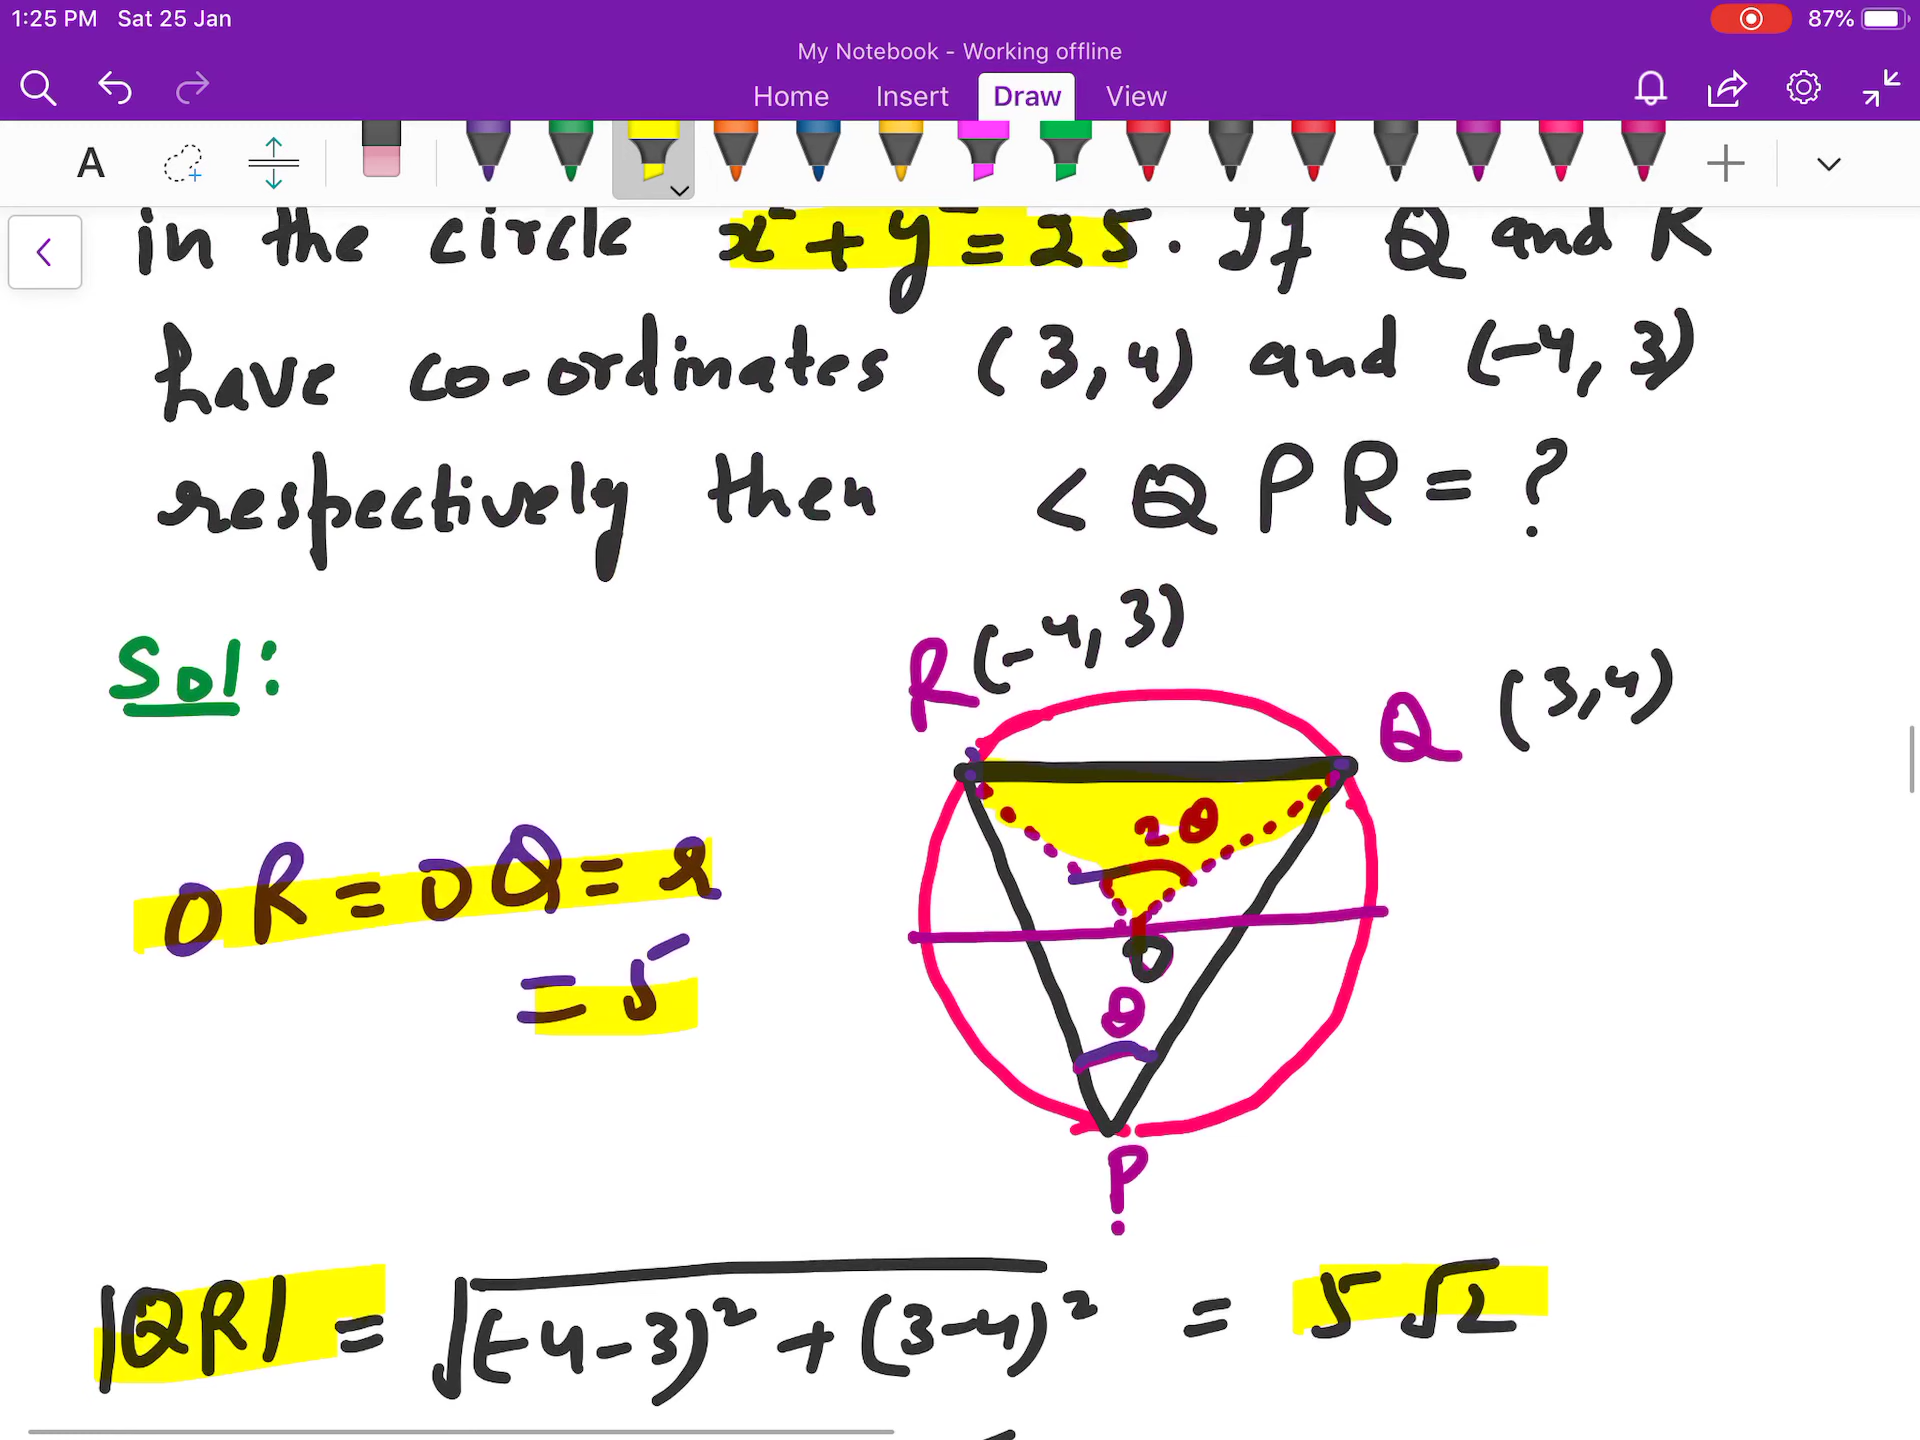 1:25 PM Sat 25 Jan
87%
My Notebook - Working offline
Home Insert Draw View
A
in the circle x² + y² = 25. If Q and R
have co-ordinates (3,4) and (-4, 3)
respectively then < Q P R = ?
Sol:
R (-4, 3)
Q (3,4)
2θ
OR = OQ = r
= 5
O
θ
P
|QR| = √(-4-3)² + (3-4)² = 5√2